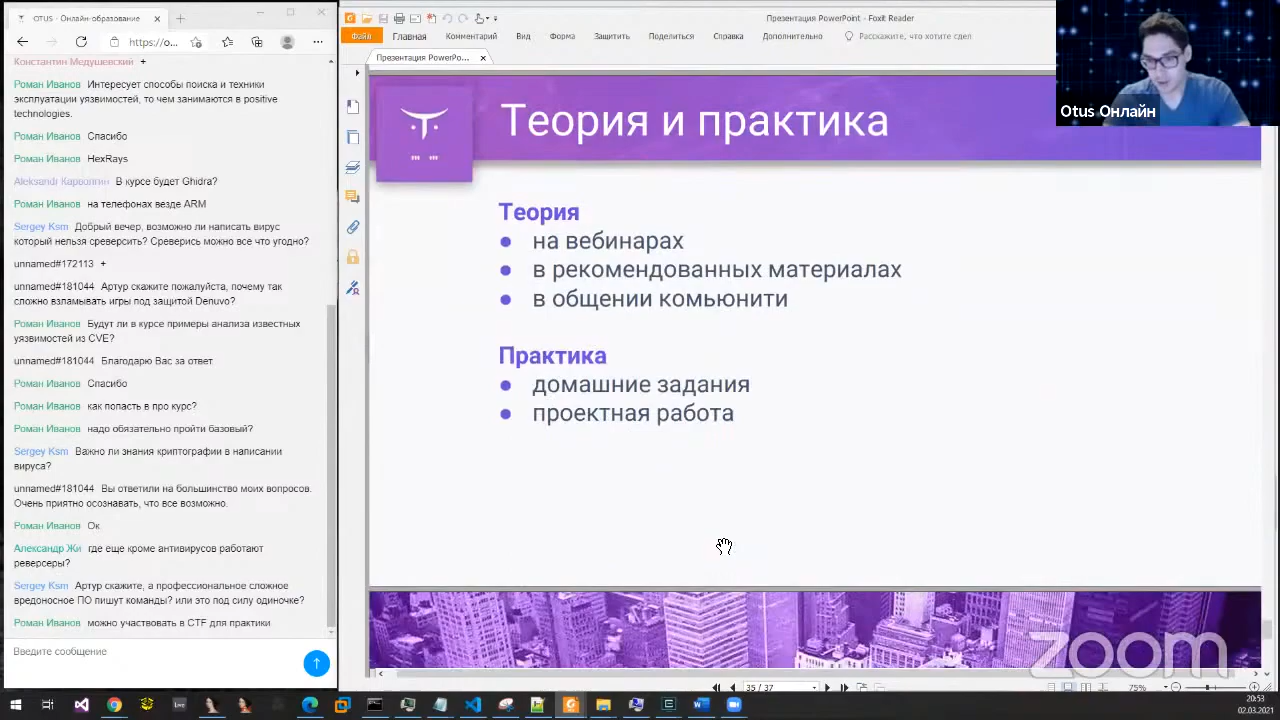 OTUS - Онлайн-образование
https://o...
Константин Медушевский +
Роман Иванов Интересует способы поиска и техники
эксплуатации уязвимостей, то чем занимаются в positive
technologies.
Роман Иванов Спасибо
Роман Иванов HexRays
Aleksandr Карволгин В курсе будет Ghidra?
Роман Иванов на телефонах везде ARM
Sergey Ksm Добрый вечер, возможно ли написать вирус
который нельзя среверсить? Среверись можно все что угодно?
unnamed#172113 +
unnamed#181044 Артур скажите пожалуйста, почему так
сложно взламывать игры под защитой Denuvo?
Роман Иванов Будут ли в курсе примеры анализа известных
уязвимостей из CVE?
unnamed#181044 Благодарю Вас за ответ
Роман Иванов Спасибо
Роман Иванов как попасть в про курс?
Роман Иванов надо обязательно пройти базовый?
Sergey Ksm Важно ли знания криптографии в написании
вируса?
unnamed#181044 Вы ответили на большинство моих вопросов.
Очень приятно осознавать, что все возможно.
Роман Иванов Ок
Александр Жи где еще кроме антивирусов работают
реверсеры?
Sergey Ksm Артур скажите, а профессиональное сложное
вредоносное ПО пишут команды? или это под силу одиночке?
Роман Иванов можно участвовать в CTF для практики
Введите сообщение
Презентация PowerPoint - Foxit Reader
Файл Главная Комментарий Вид Форма Защитить Поделиться Справка Дополнительно Расскажите, что хотите сдел
Презентация PowerPo...
Теория и практика
Теория
на вебинарах
в рекомендованных материалах
в общении комьюнити
Практика
домашние задания
проектная работа
Otus Онлайн
zoom
35 / 37
75%
20:53
02.03.2021